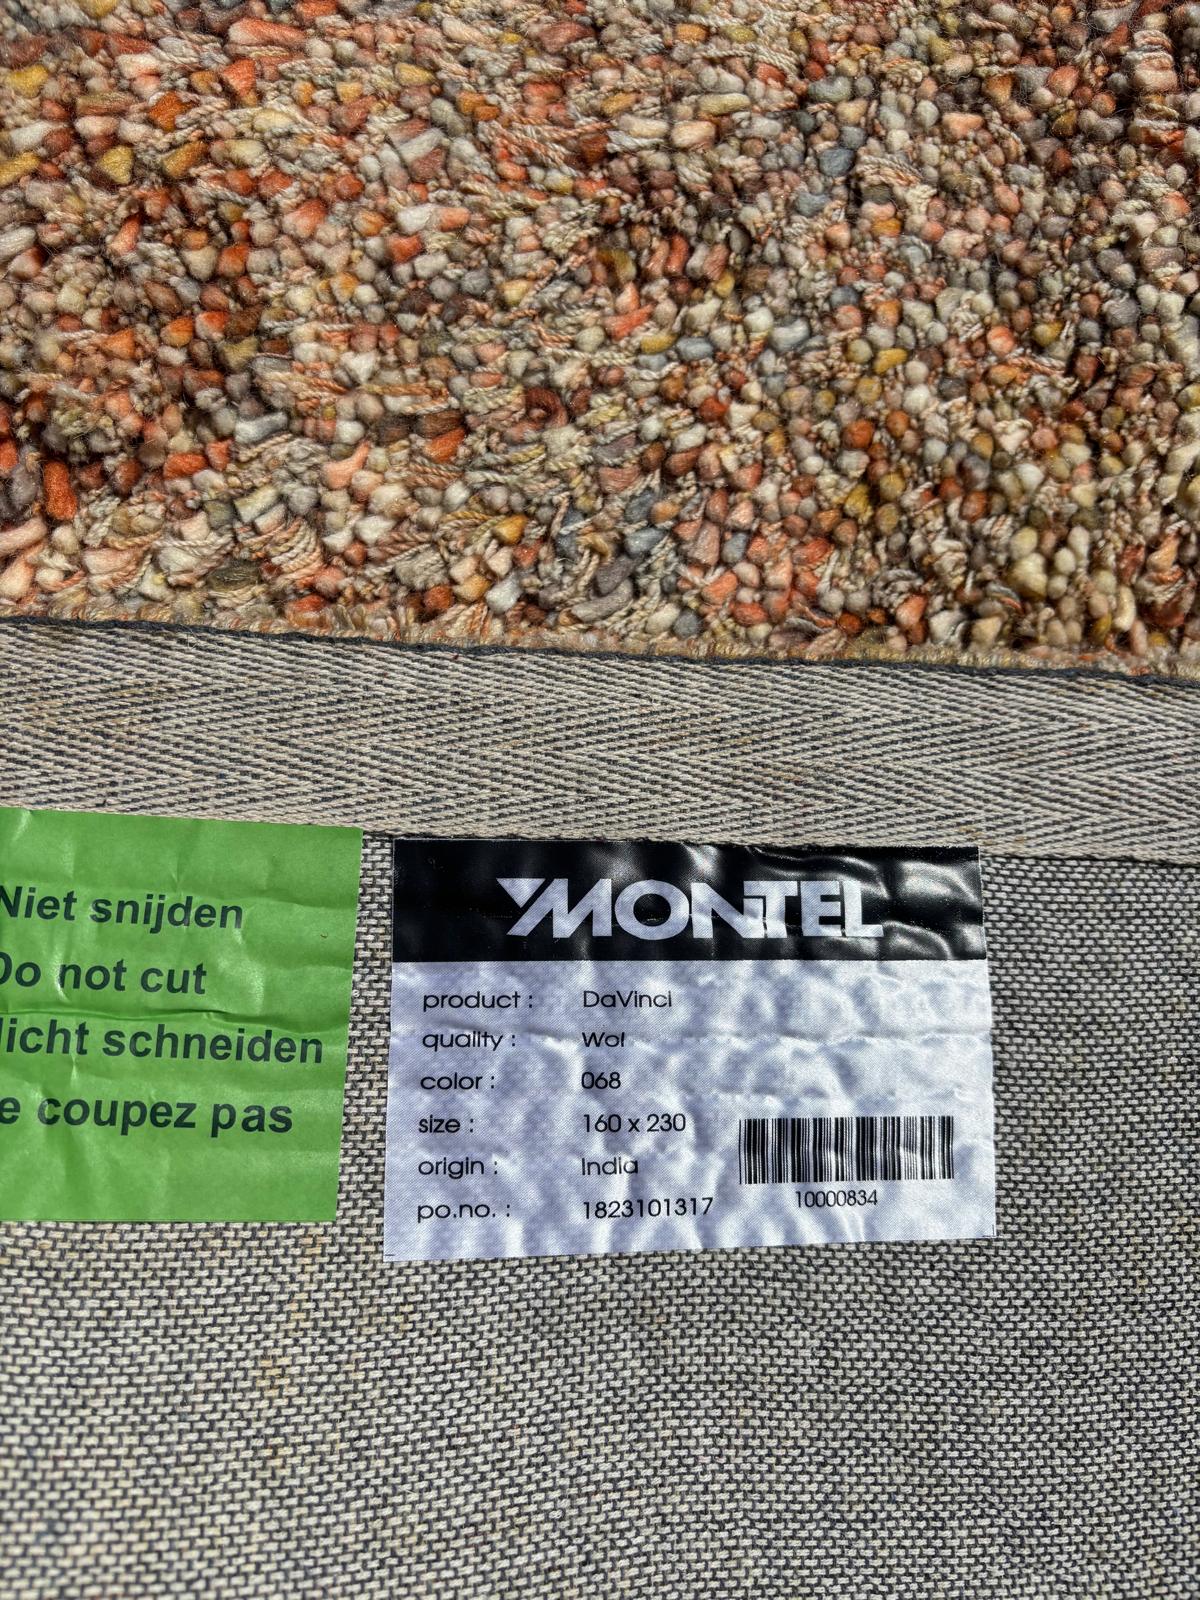 Niet snijden
Do not cut
icht schneiden
e coupez pas
MONTEL
product : DaVinci
quality : Wol
color : 068
size : 160 x 230
origin : India
po.no. : 1823101317
10000834